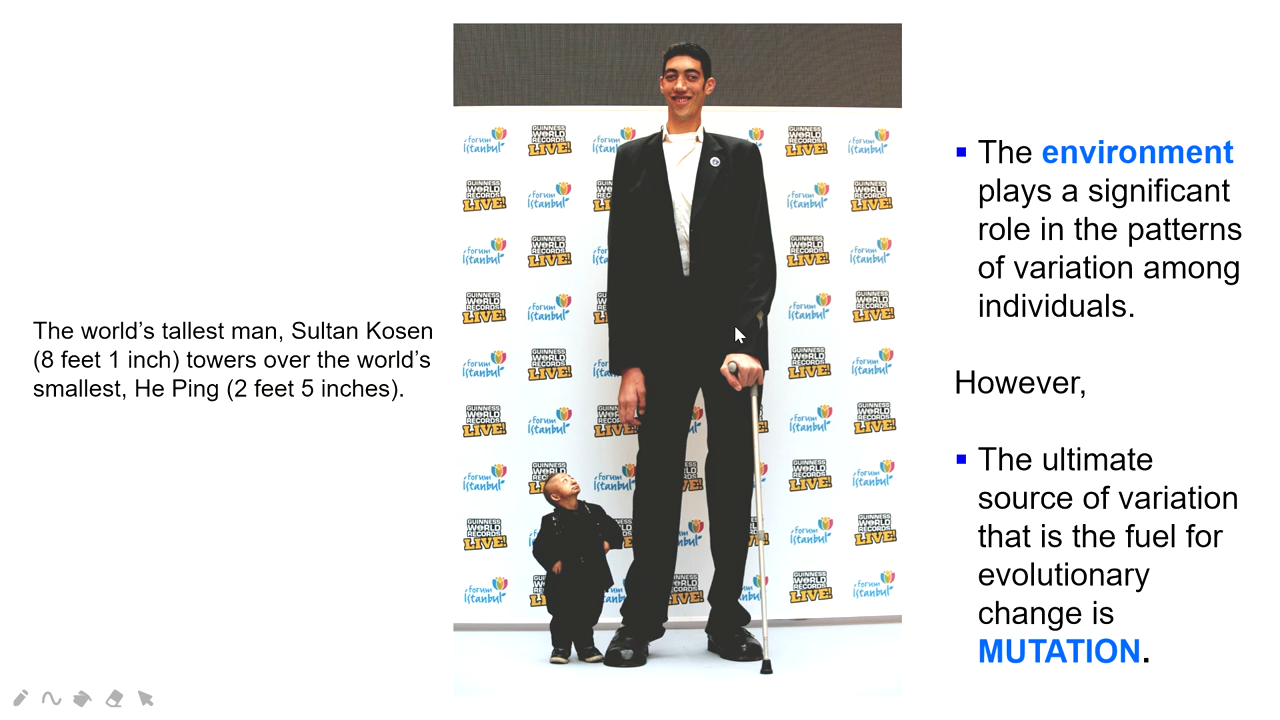 The world’s tallest man, Sultan Kosen
(8 feet 1 inch) towers over the world’s
smallest, He Ping (2 feet 5 inches).
forum
istanbul
GUINNESS
WORLD
RECORDS
LIVE!
▪ The environment
plays a significant
role in the patterns
of variation among
individuals.
However,
▪ The ultimate
source of variation
that is the fuel for
evolutionary
change is
MUTATION.